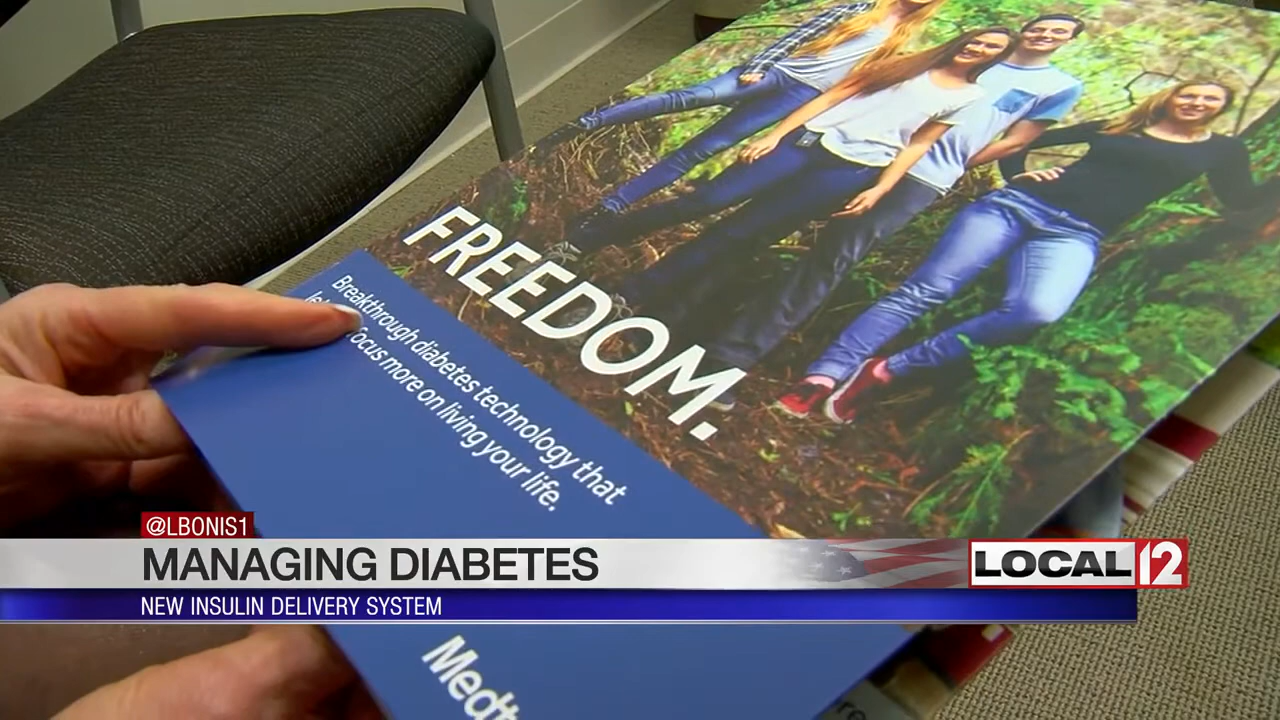 FREEDOM.
Breakthrough diabetes technology that
focus more on living your life.
@LBONIS1
MANAGING DIABETES
LOCAL 12
NEW INSULIN DELIVERY SYSTEM
Medt